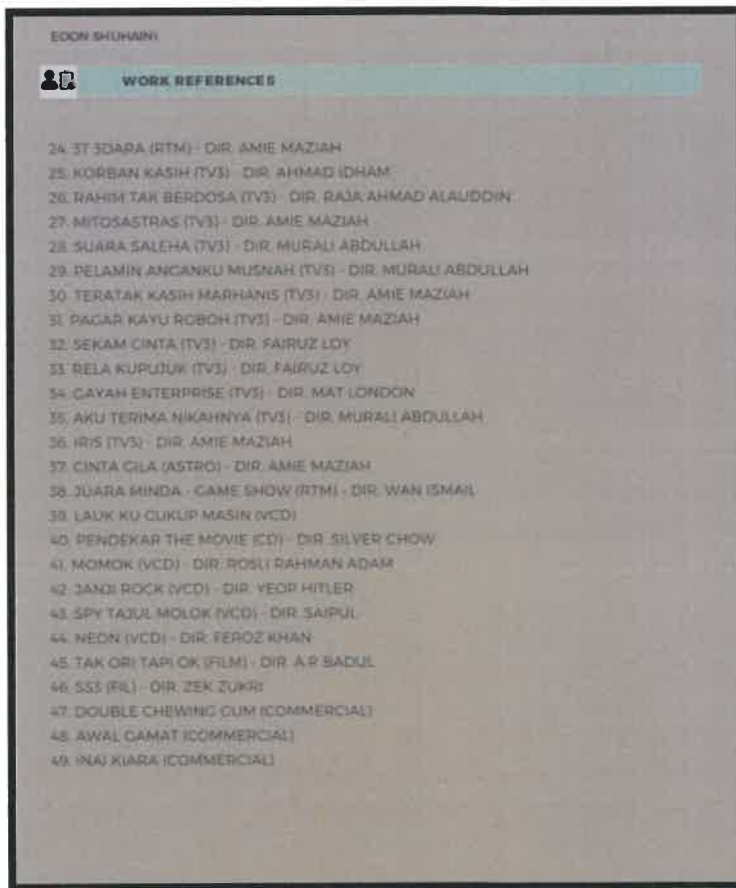 EOON SHUHAINI
WORK REFERENCES
24. 3T 3DARA (RTM) - DIR. AMIE MAZIAH
25. KORBAN KASIH (TV3) - DIR. AHMAD IDHAM
26. RAHIM TAK BERDOSA (TV3) - DIR. RAJA AHMAD ALAUDDIN
27. MITOSASTRAS (TV3) - DIR. AMIE MAZIAH
28. SUARA SALEHA (TV3) - DIR. MURALI ABDULLAH
29. PELAMIN ANGANKU MUSNAH (TV3) - DIR. MURALI ABDULLAH
30. TERATAK KASIH MARHANIS (TV3) - DIR. AMIE MAZIAH
31. PAGAR KAYU ROBOH (TV3) - DIR. AMIE MAZIAH
32. SEKAM CINTA (TV3) - DIR. FAIRUZ LOY
33. RELA KUPUJUK (TV3) - DIR. FAIRUZ LOY
34. GAYAH ENTERPRISE (TV3) - DIR. MAT LONDON
35. AKU TERIMA NIKAHNYA (TV3) - DIR. MURALI ABDULLAH
36. IRIS (TV3) - DIR. AMIE MAZIAH
37. CINTA GILA (ASTRO) - DIR. AMIE MAZIAH
38. JUARA MINDA - GAME SHOW (RTM) - DIR. WAN ISMAIL
39. LAUK KU CUKUP MASIN (VCD)
40. PENDEKAR THE MOVIE (CD) - DIR. SILVER CHOW
41. MOMOK (VCD) - DIR. ROSLI RAHMAN ADAM
42. JANJI ROCK (VCD) - DIR. YEOP HITLER
43. SPY TAJUL MOLOK (VCD) - DIR. SAIPUL
44. NEON (VCD) - DIR. FEROZ KHAN
45. TAK ORI TAPI OK (FILM) - DIR. A.R BADUL
46. SS3 (FIL) - DIR. ZEK ZUKRI
47. DOUBLE CHEWING GUM (COMMERCIAL)
48. AWAL GAMAT (COMMERCIAL)
49. INAI KIARA (COMMERCIAL)